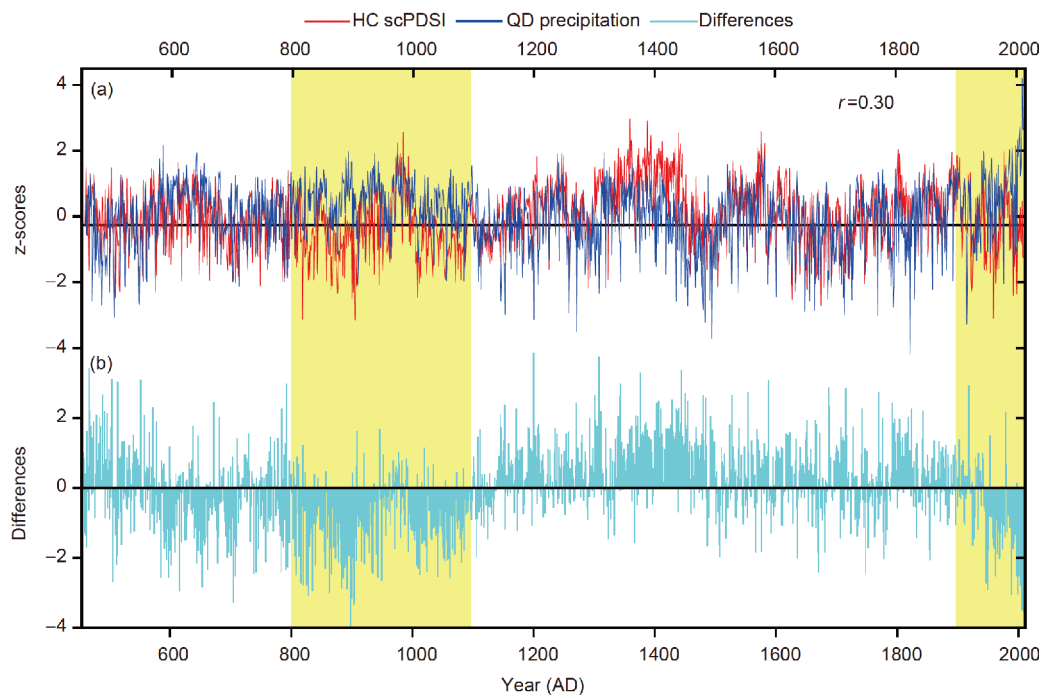 HC scPDSI QD precipitation Differences
600 800 1000 1200 1400 1600 1800 2000
(a)
r=0.30
4
2
0
−2
−4
z-scores
(b)
2
0
−2
−4
Differences
600 800 1000 1200 1400 1600 1800 2000
Year (AD)